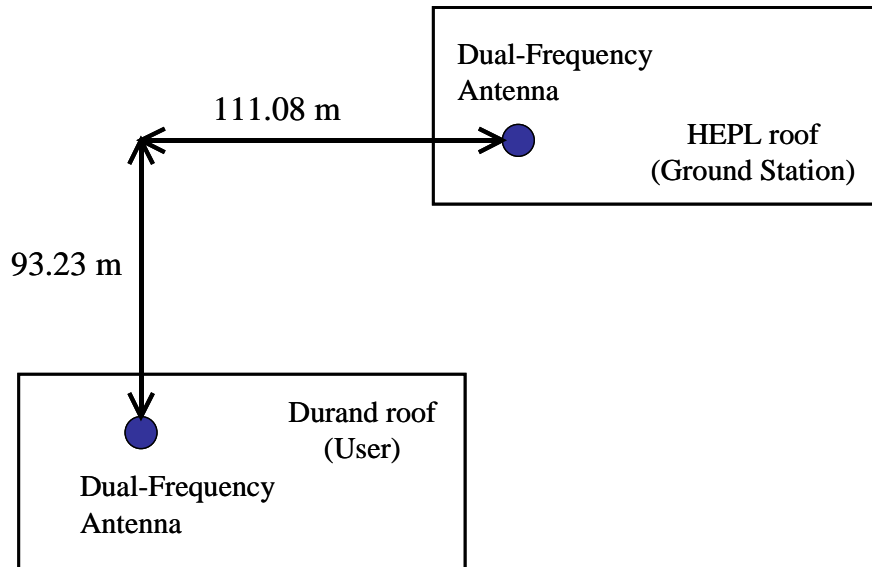 Dual-Frequency
Antenna
111.08 m
HEPL roof
(Ground Station)
93.23 m
Durand roof
(User)
Dual-Frequency
Antenna